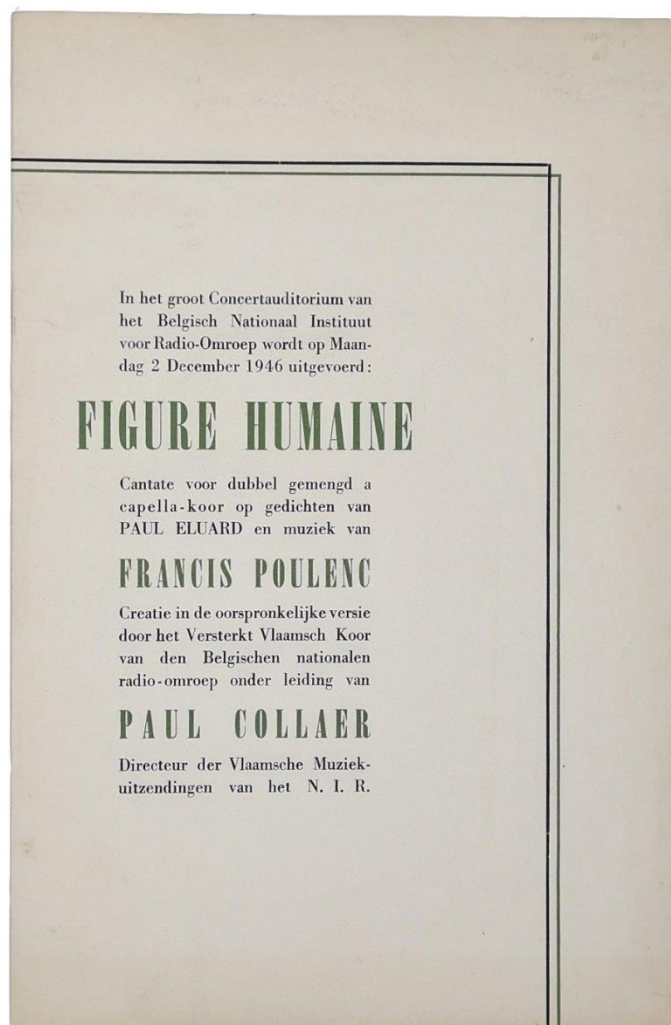 In het groot Concertauditorium van
het Belgisch Nationaal Instituut
voor Radio-Omroep wordt op Maan-
dag 2 December 1946 uitgevoerd:
FIGURE HUMAINE
Cantate voor dubbel gemengd a
capella-koor op gedichten van
PAUL ELUARD en muziek van
FRANCIS POULENC
Creatie in de oorspronkelijke versie
door het Versterkt Vlaamsch Koor
van den Belgischen nationalen
radio-omroep onder leiding van
PAUL COLLAER
Directeur der Vlaamsche Muziek-
uitzendingen van het N. I. R.